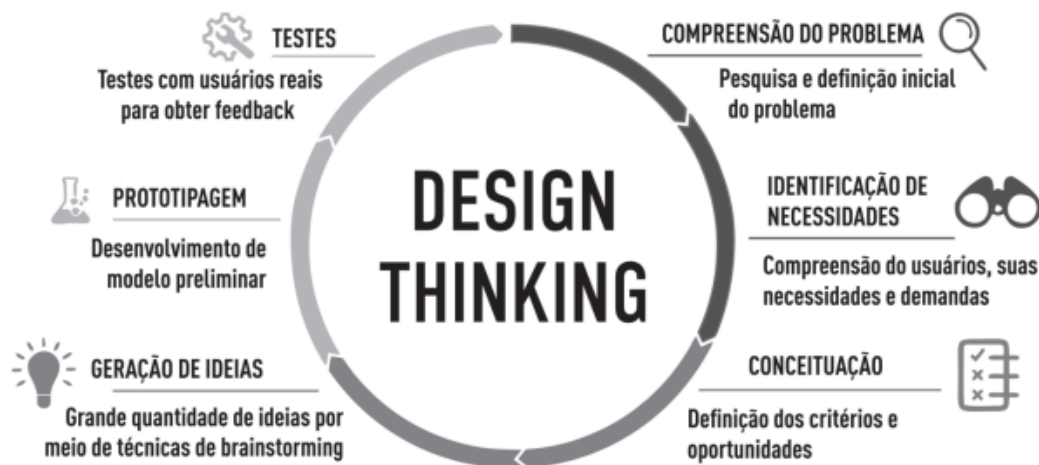 TESTES
Testes com usuários reais
para obter feedback
COMPREENSÃO DO PROBLEMA
Pesquisa e definição inicial
do problema
PROTOTIPAGEM
Desenvolvimento de
modelo preliminar
DESIGN
THINKING
IDENTIFICAÇÃO DE
NECESSIDADES
Compreensão do usuários, suas
necessidades e demandas
GERAÇÃO DE IDEIAS
Grande quantidade de ideias por
meio de técnicas de brainstorming
CONCEITUAÇÃO
Definição dos critérios e
oportunidades